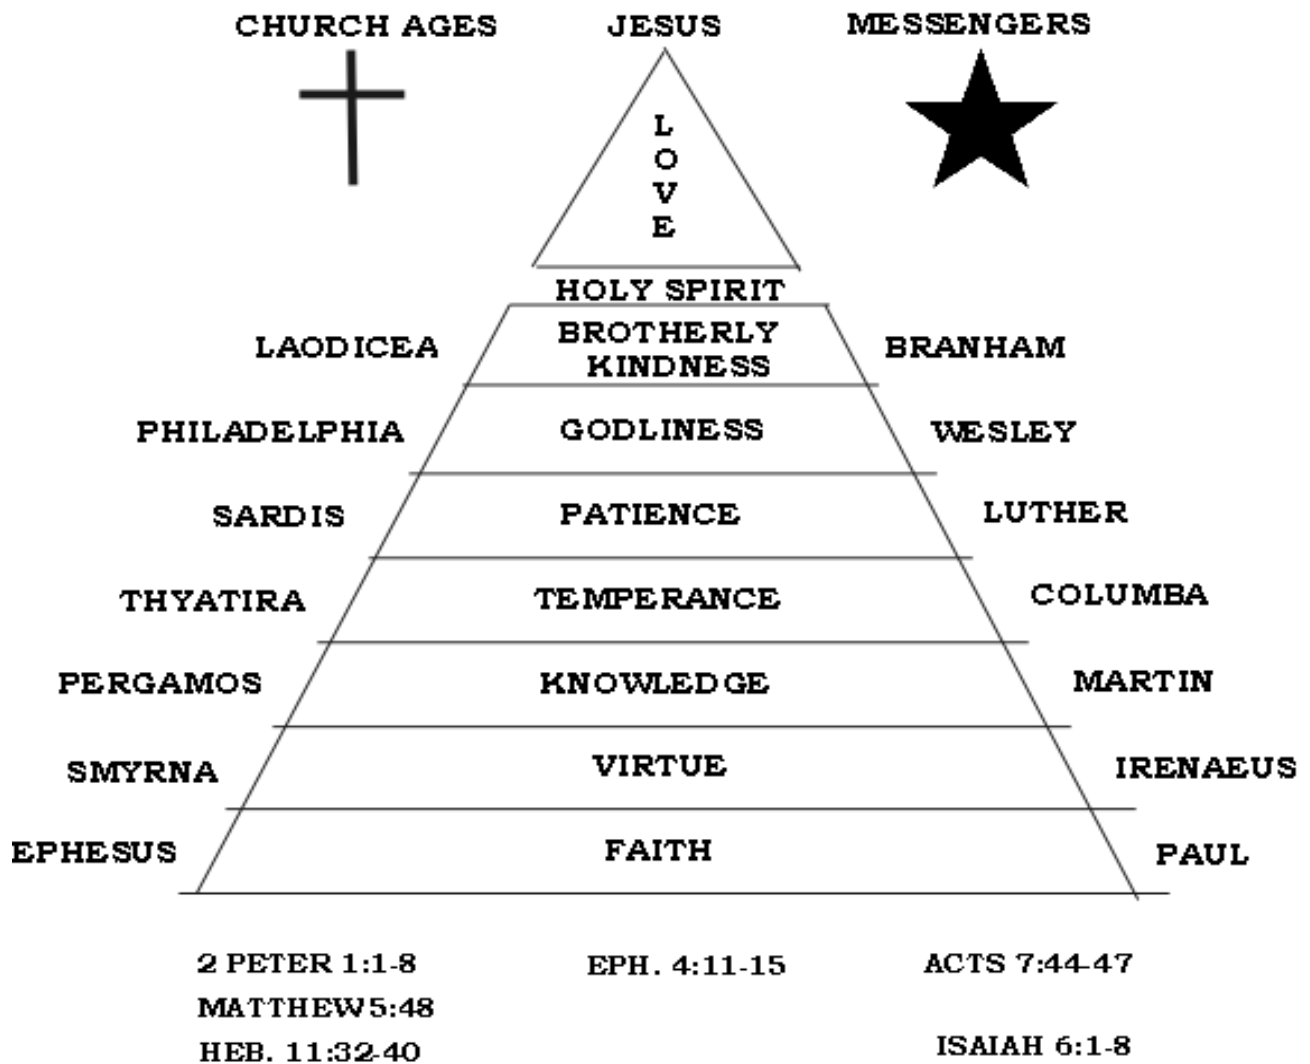 CHURCH AGES JESUS MESSENGERS
L
O
V
E
HOLY SPIRIT
LAODICEA BROTHERLY KINDNESS BRANHAM
PHILADELPHIA GODLINESS WESLEY
SARDIS PATIENCE LUTHER
THYATIRA TEMPERANCE COLUMBA
PERGAMOS KNOWLEDGE MARTIN
SMYRNA VIRTUE IRENAEUS
EPHESUS FAITH PAUL
2 PETER 1:1-8 EPH. 4:11-15 ACTS 7:44-47
MATTHEW 5:48
HEB. 11:32-40 ISAIAH 6:1-8